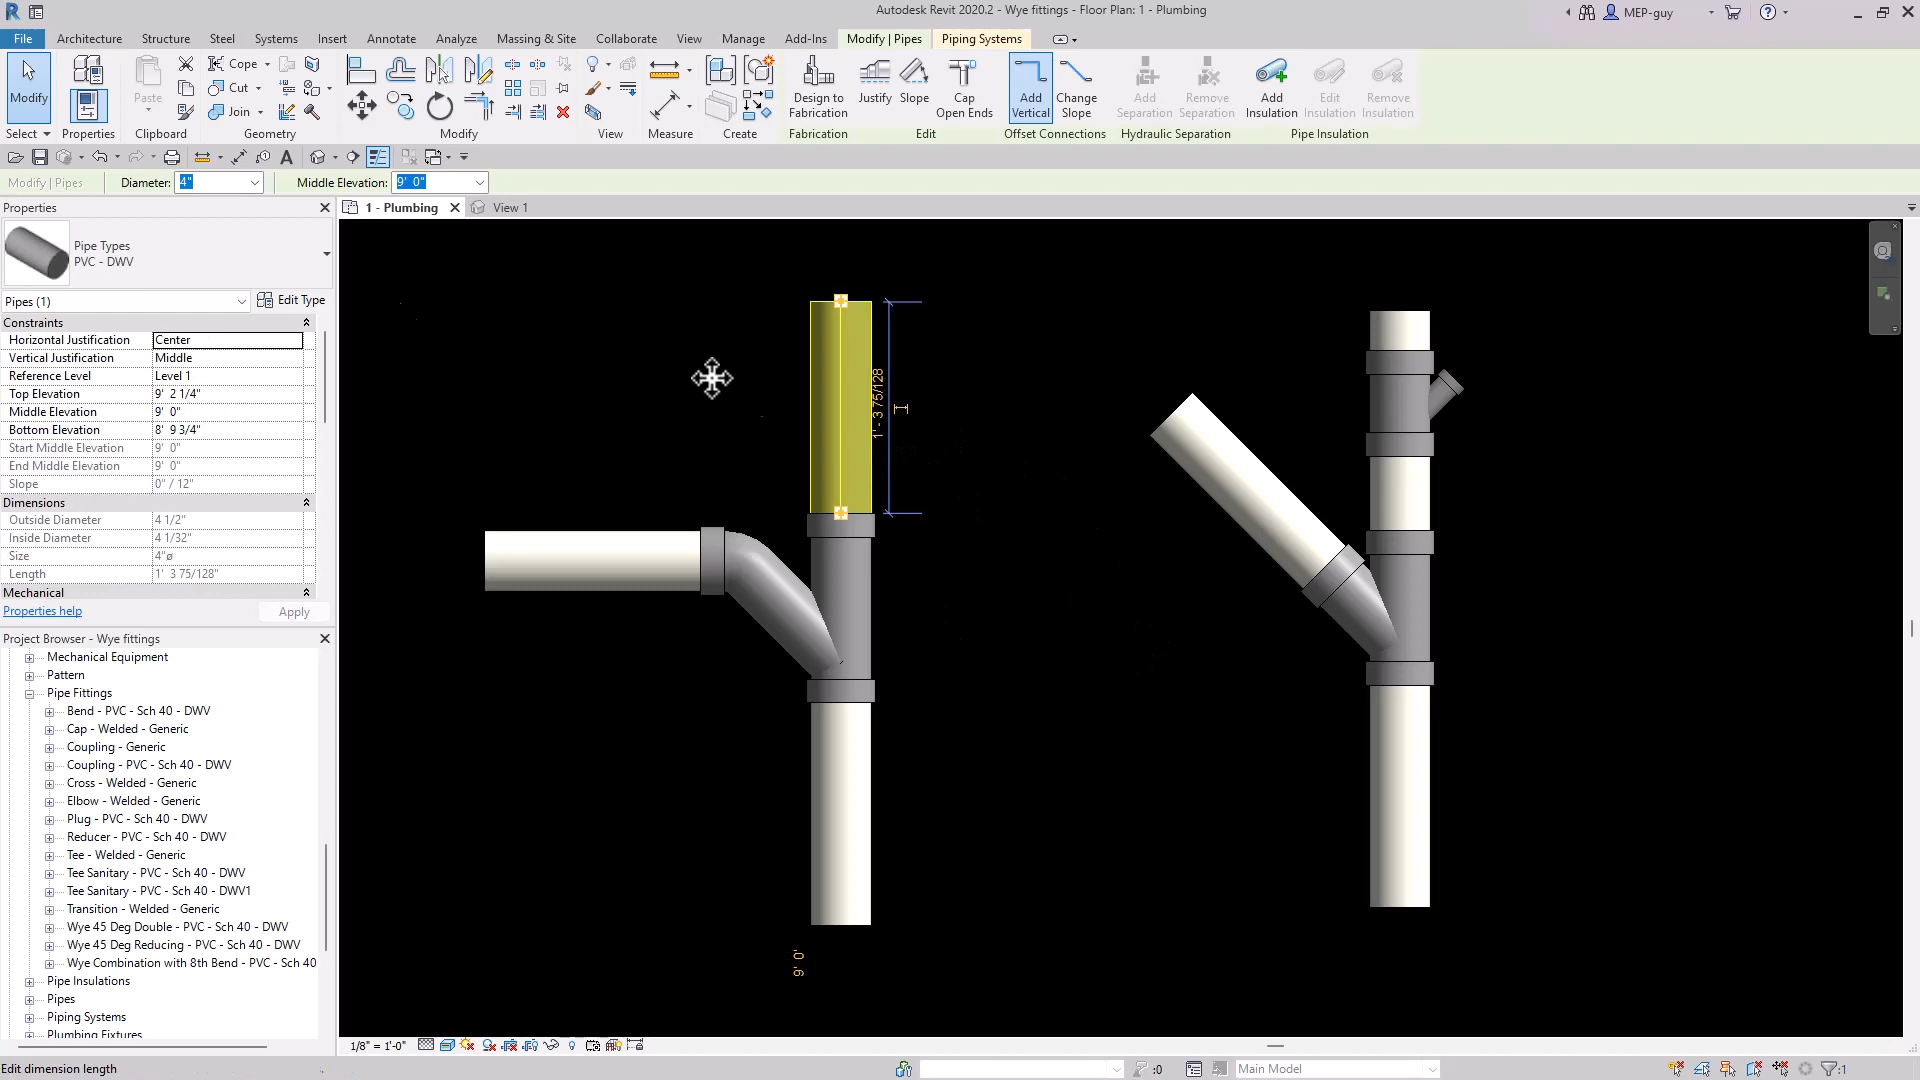 Autodesk Revit 2020.2 - Wye fittings - Floor Plan: 1 - Plumbing
MEP-guy
File Architecture Structure Steel Systems Insert Annotate Analyze Massing & Site Collaborate View Manage Add-Ins Modify | Pipes Piping Systems
Modify
Paste
Cope
Cut
Join
Design to Fabrication
Justify
Slope
Cap Open Ends
Add Vertical
Change Slope
Add Separation
Remove Separation
Add Insulation
Edit Insulation
Remove Insulation
Select Properties Clipboard Geometry Modify View Measure Create Fabrication Edit Offset Connections Hydraulic Separation Pipe Insulation
Modify | Pipes Diameter: 4" Middle Elevation: 9' 0"
Properties
1 - Plumbing
View 1
Pipe Types
PVC - DWV
Pipes (1) Edit Type
Constraints
Horizontal Justification Center
Vertical Justification Middle
Reference Level Level 1
Top Elevation 9' 2 1/4"
Middle Elevation 9' 0"
Bottom Elevation 8' 9 3/4"
Start Middle Elevation 9' 0"
End Middle Elevation 9' 0"
Slope 0" / 12"
Dimensions
Outside Diameter 4 1/2"
Inside Diameter 4 1/32"
Size 4"ø
Length 1' 3 75/128"
Mechanical
Properties help Apply
Project Browser - Wye fittings
Mechanical Equipment
Pattern
Pipe Fittings
Bend - PVC - Sch 40 - DWV
Cap - Welded - Generic
Coupling - Generic
Coupling - PVC - Sch 40 - DWV
Cross - Welded - Generic
Elbow - Welded - Generic
Plug - PVC - Sch 40 - DWV
Reducer - PVC - Sch 40 - DWV
Tee - Welded - Generic
Tee Sanitary - PVC - Sch 40 - DWV
Tee Sanitary - PVC - Sch 40 - DWV1
Transition - Welded - Generic
Wye 45 Deg Double - PVC - Sch 40 - DWV
Wye 45 Deg Reducing - PVC - Sch 40 - DWV
Wye Combination with 8th Bend - PVC - Sch 40
Pipe Insulations
Pipes
Piping Systems
Plumbing Fixtures
1' - 3 75/128
9' 0'
1/8" = 1'-0"
Edit dimension length
:0
Main Model
:1